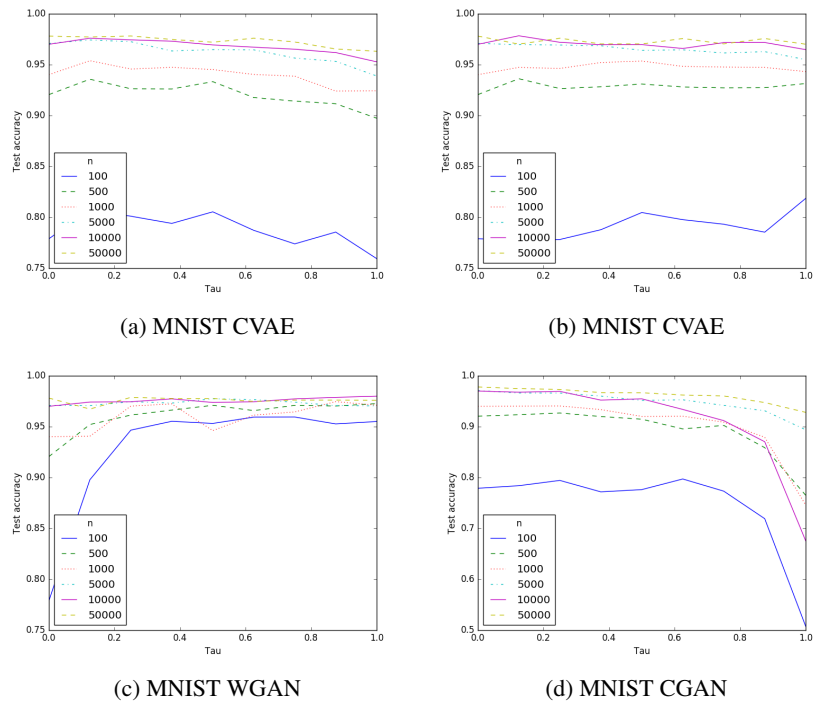 1.00
0.95
0.90
0.85
0.80
0.75
Test accuracy
n
100
500
1000
5000
10000
50000
0.0 0.2 0.4 0.6 0.8 1.0
Tau
(a) MNIST CVAE
1.00
0.95
0.90
0.85
0.80
0.75
Test accuracy
n
100
500
1000
5000
10000
50000
0.0 0.2 0.4 0.6 0.8 1.0
Tau
(b) MNIST CVAE
1.00
0.95
0.90
0.85
0.80
0.75
Test accuracy
n
100
500
1000
5000
10000
50000
0.0 0.2 0.4 0.6 0.8 1.0
Tau
(c) MNIST WGAN
1.0
0.9
0.8
0.7
0.6
0.5
Test accuracy
n
100
500
1000
5000
10000
50000
0.0 0.2 0.4 0.6 0.8 1.0
Tau
(d) MNIST CGAN